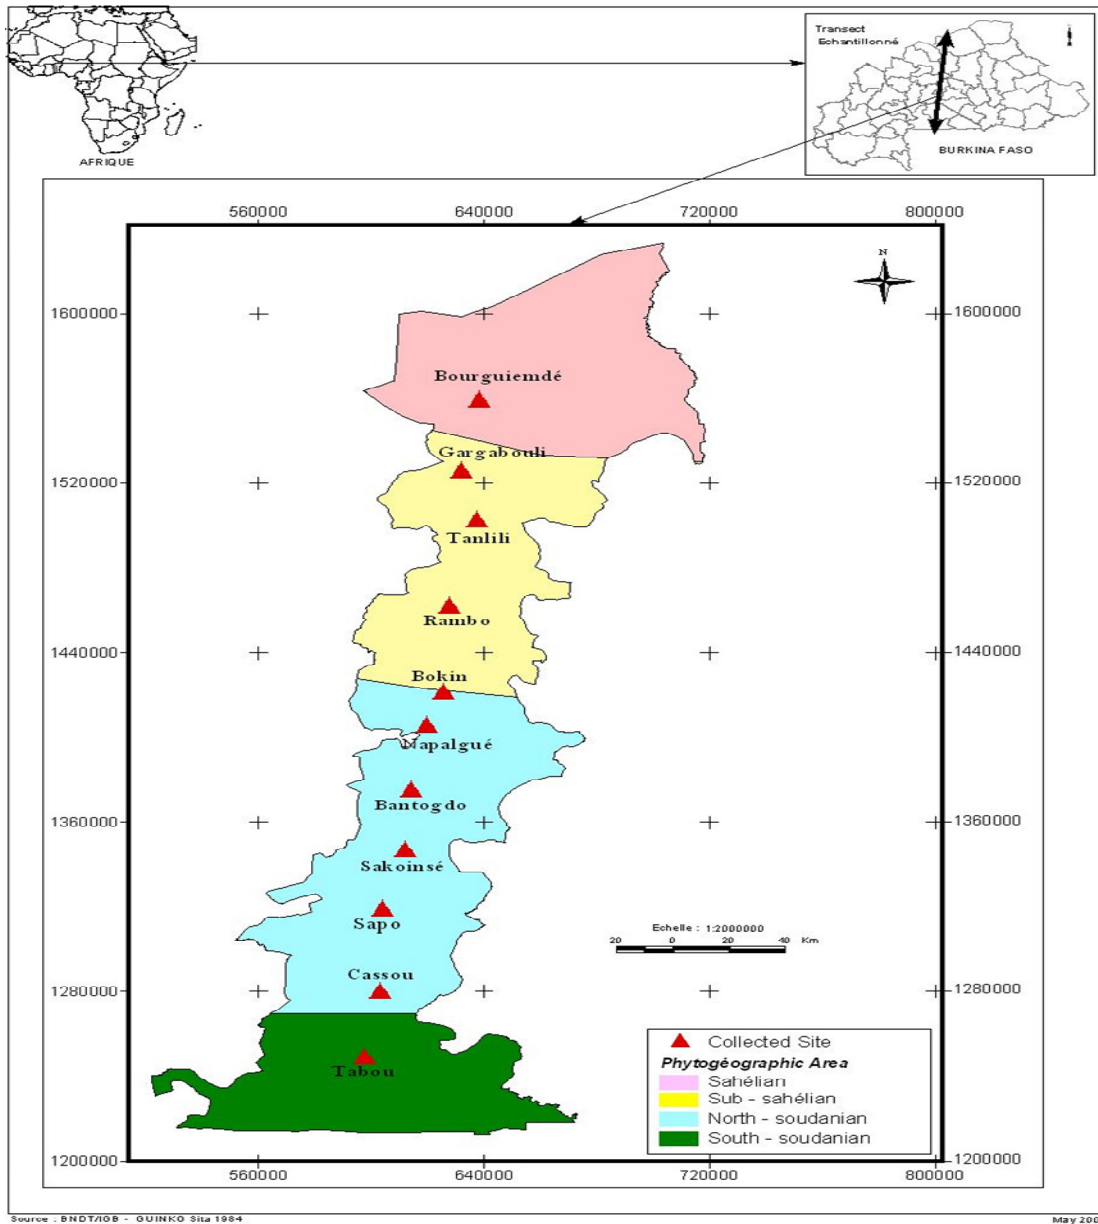 AFRIQUE
Transect
Echantillonné
BURKINA FASO
560000 640000 720000 800000
N
1600000 1600000
Bourguiemdé
Gargabouli
1520000 1520000
Tanlili
Rambo
1440000 1440000
Bokin
Napalgué
Bantogdo
1360000 1360000
Sakoinsé
Sapo
Echelle : 1:2000000
20 0 20 40 Km
Cassou
1280000 1280000
Tabou
Collected Site
Phytogéographic Area
Sahélian
Sub - sahélian
North - soudanian
South - soudanian
1200000 1200000
560000 640000 720000 800000
Source : BNDT/IGB - GUINKO Sita 1984
May 200